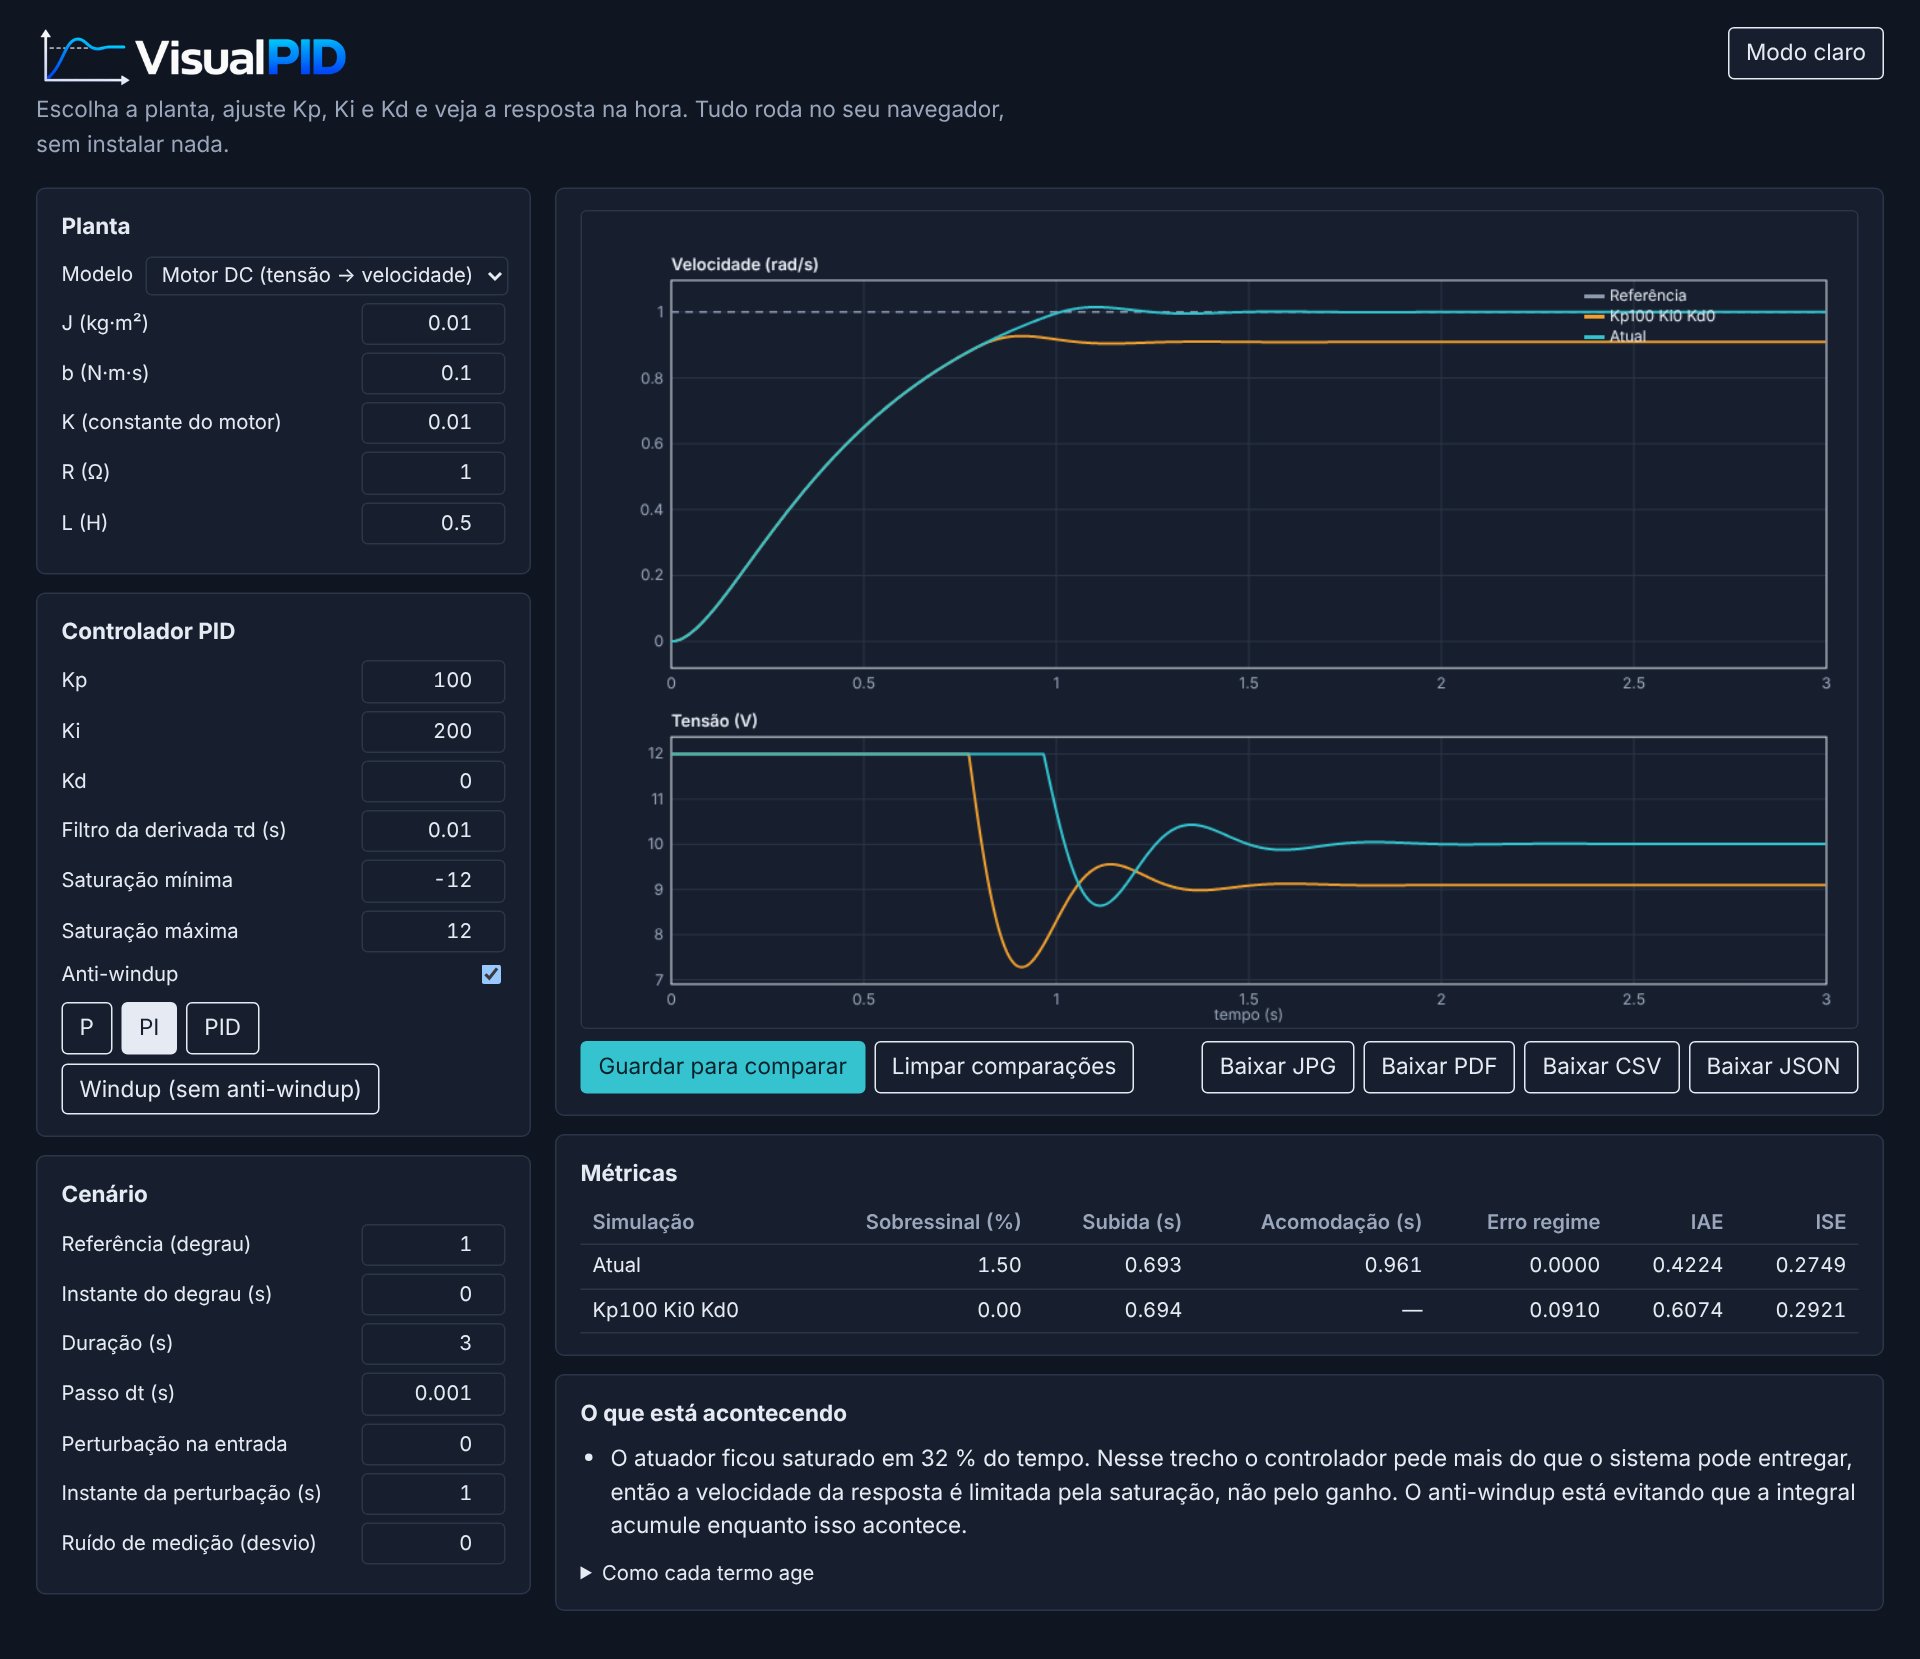 VisualPID
Modo claro
Escolha a planta, ajuste Kp, Ki e Kd e veja a resposta na hora. Tudo roda no seu navegador,
sem instalar nada.
Planta
Modelo Motor DC (tensão → velocidade)
J (kg·m²) 0.01
b (N·m·s) 0.1
K (constante do motor) 0.01
R (Ω) 1
L (H) 0.5
Controlador PID
Kp 100
Ki 200
Kd 0
Filtro da derivada τd (s) 0.01
Saturação mínima -12
Saturação máxima 12
Anti-windup
P PI PID
Windup (sem anti-windup)
Cenário
Referência (degrau) 1
Instante do degrau (s) 0
Duração (s) 3
Passo dt (s) 0.001
Perturbação na entrada 0
Instante da perturbação (s) 1
Ruído de medição (desvio) 0
Velocidade (rad/s)
Referência
Kp100 Ki0 Kd0
Atual
1
0.8
0.6
0.4
0.2
0
0 0.5 1 1.5 2 2.5 3
Tensão (V)
12
11
10
9
8
7
0 0.5 1 1.5 2 2.5 3
tempo (s)
Guardar para comparar Limpar comparações Baixar JPG Baixar PDF Baixar CSV Baixar JSON
Métricas
Simulação Sobressinal (%) Subida (s) Acomodação (s) Erro regime IAE ISE
Atual 1.50 0.693 0.961 0.0000 0.4224 0.2749
Kp100 Ki0 Kd0 0.00 0.694 — 0.0910 0.6074 0.2921
O que está acontecendo
• O atuador ficou saturado em 32 % do tempo. Nesse trecho o controlador pede mais do que o sistema pode entregar,
então a velocidade da resposta é limitada pela saturação, não pelo ganho. O anti-windup está evitando que a integral
acumule enquanto isso acontece.
▶ Como cada termo age